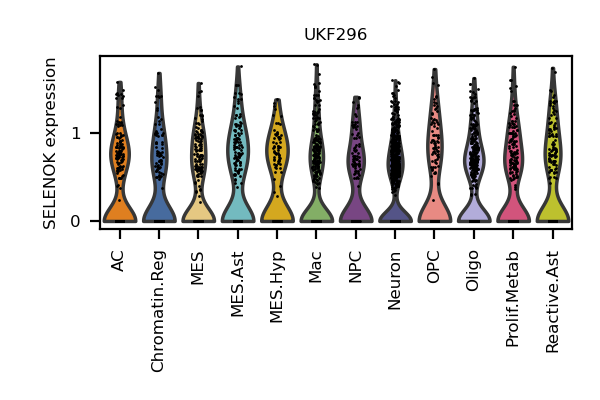 UKF296
SELENOK expression
1
0
AC
Chromatin.Reg
MES
MES.Ast
MES.Hyp
Mac
NPC
Neuron
OPC
Oligo
Prolif.Metab
Reactive.Ast